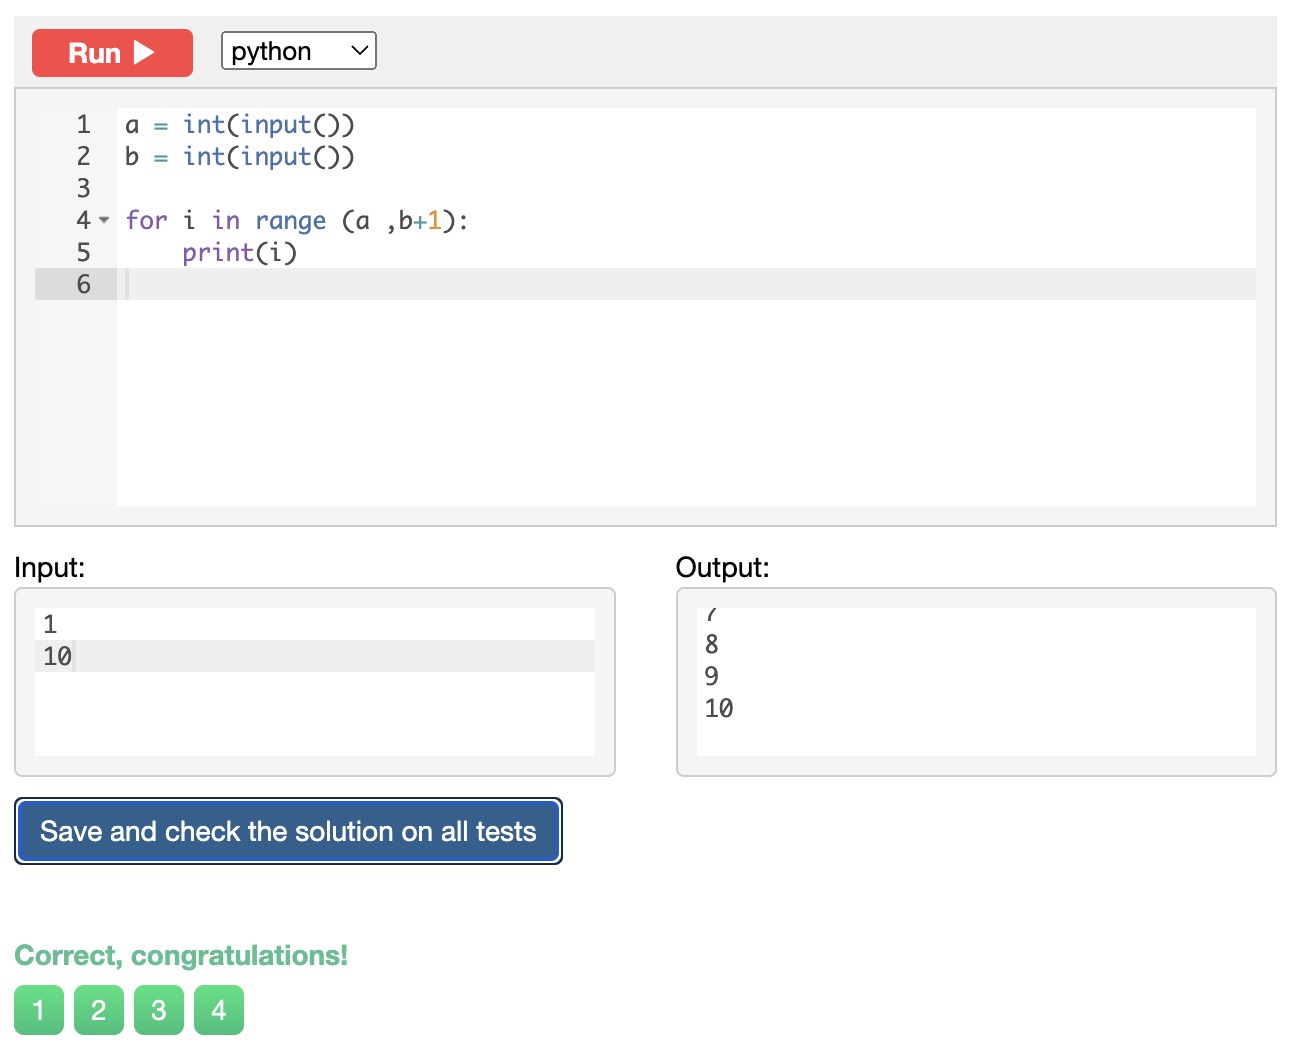 Run
python
1 a = int(input())
2 b = int(input())
3
4 for i in range (a ,b+1):
5     print(i)
6
Input:
1
10
Output:
7
8
9
10
Save and check the solution on all tests
Correct, congratulations!
1 2 3 4